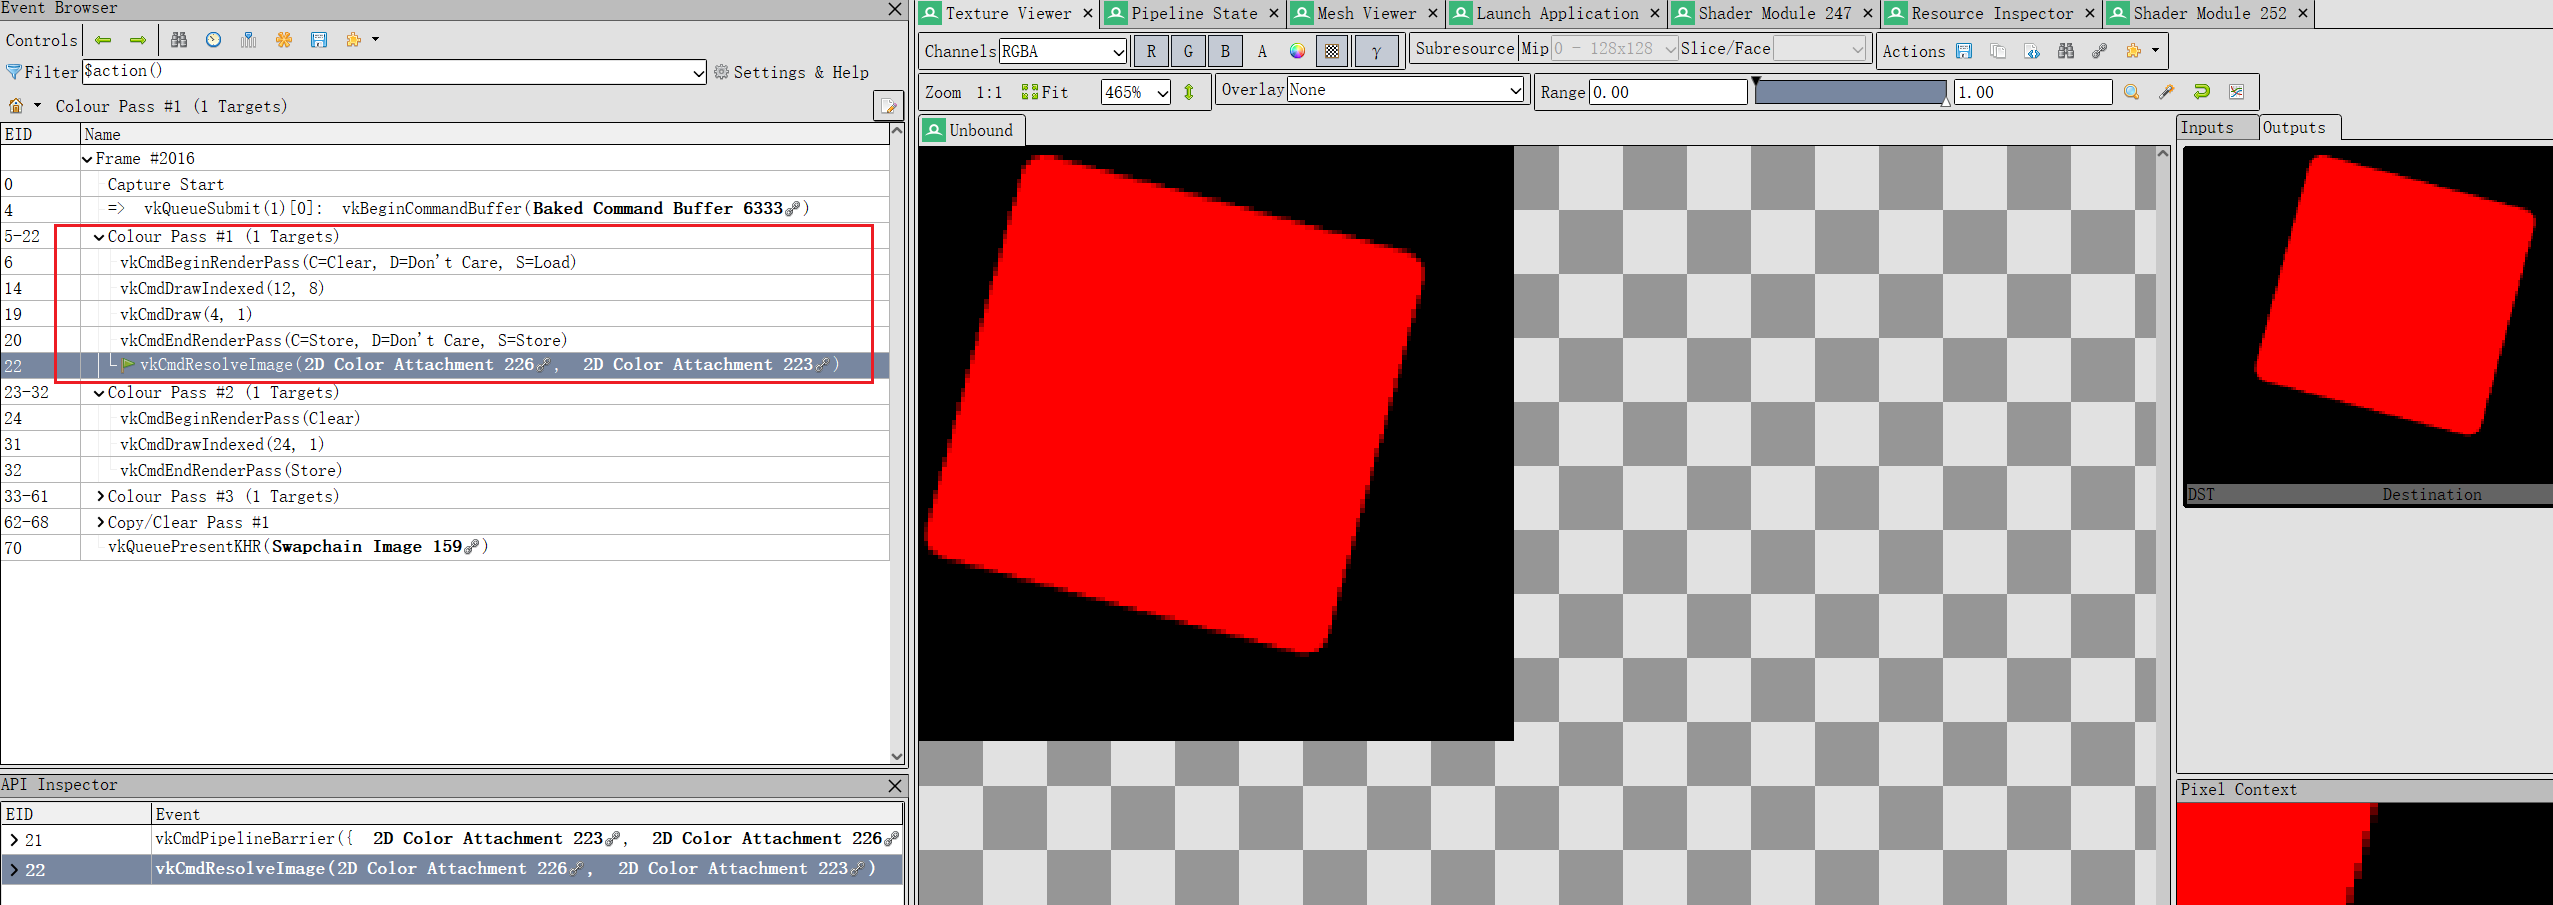 Event Browser
Controls
Filter $action() Settings & Help
Colour Pass #1 (1 Targets)
EID Name
Frame #2016
0 Capture Start
4 => vkQueueSubmit(1)[0]: vkBeginCommandBuffer(Baked Command Buffer 6333)
5-22 Colour Pass #1 (1 Targets)
6 vkCmdBeginRenderPass(C=Clear, D=Don't Care, S=Load)
14 vkCmdDrawIndexed(12, 8)
19 vkCmdDraw(4, 1)
20 vkCmdEndRenderPass(C=Store, D=Don't Care, S=Store)
22 vkCmdResolveImage(2D Color Attachment 226, 2D Color Attachment 223)
23-32 Colour Pass #2 (1 Targets)
24 vkCmdBeginRenderPass(Clear)
31 vkCmdDrawIndexed(24, 1)
32 vkCmdEndRenderPass(Store)
33-61 Colour Pass #3 (1 Targets)
62-68 Copy/Clear Pass #1
70 vkQueuePresentKHR(Swapchain Image 159)
API Inspector
EID Event
21 vkCmdPipelineBarrier({ 2D Color Attachment 223, 2D Color Attachment 226
22 vkCmdResolveImage(2D Color Attachment 226, 2D Color Attachment 223)
Texture Viewer Pipeline State Mesh Viewer Launch Application Shader Module 247 Resource Inspector Shader Module 252
Channels RGBA R G B A γ Subresource Mip 0 - 128x128 Slice/Face Actions
Zoom 1:1 Fit 465% Overlay None Range 0.00 1.00
Unbound
Inputs Outputs
DST Destination
Pixel Context